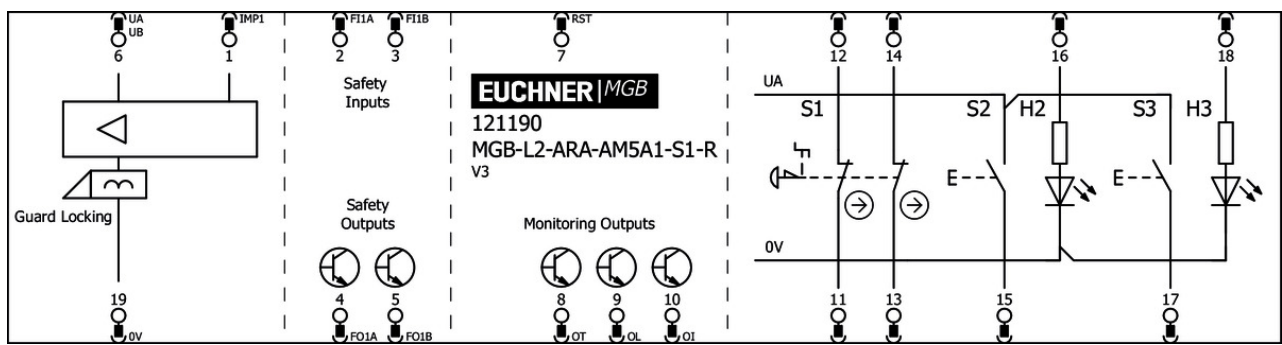 UA
UB
IMP1
FI1A
FI1B
RST
6
1
2
3
7
12
14
16
18
Safety
Inputs
EUCHNER MGB
121190
MGB-L2-ARA-AM5A1-S1-R
V3
UA
S1
S2
H2
S3
H3
E
E
Guard Locking
Safety
Outputs
Monitoring Outputs
0V
19
4
5
8
9
10
11
13
15
17
0V
FO1A
FO1B
OT
OL
OI